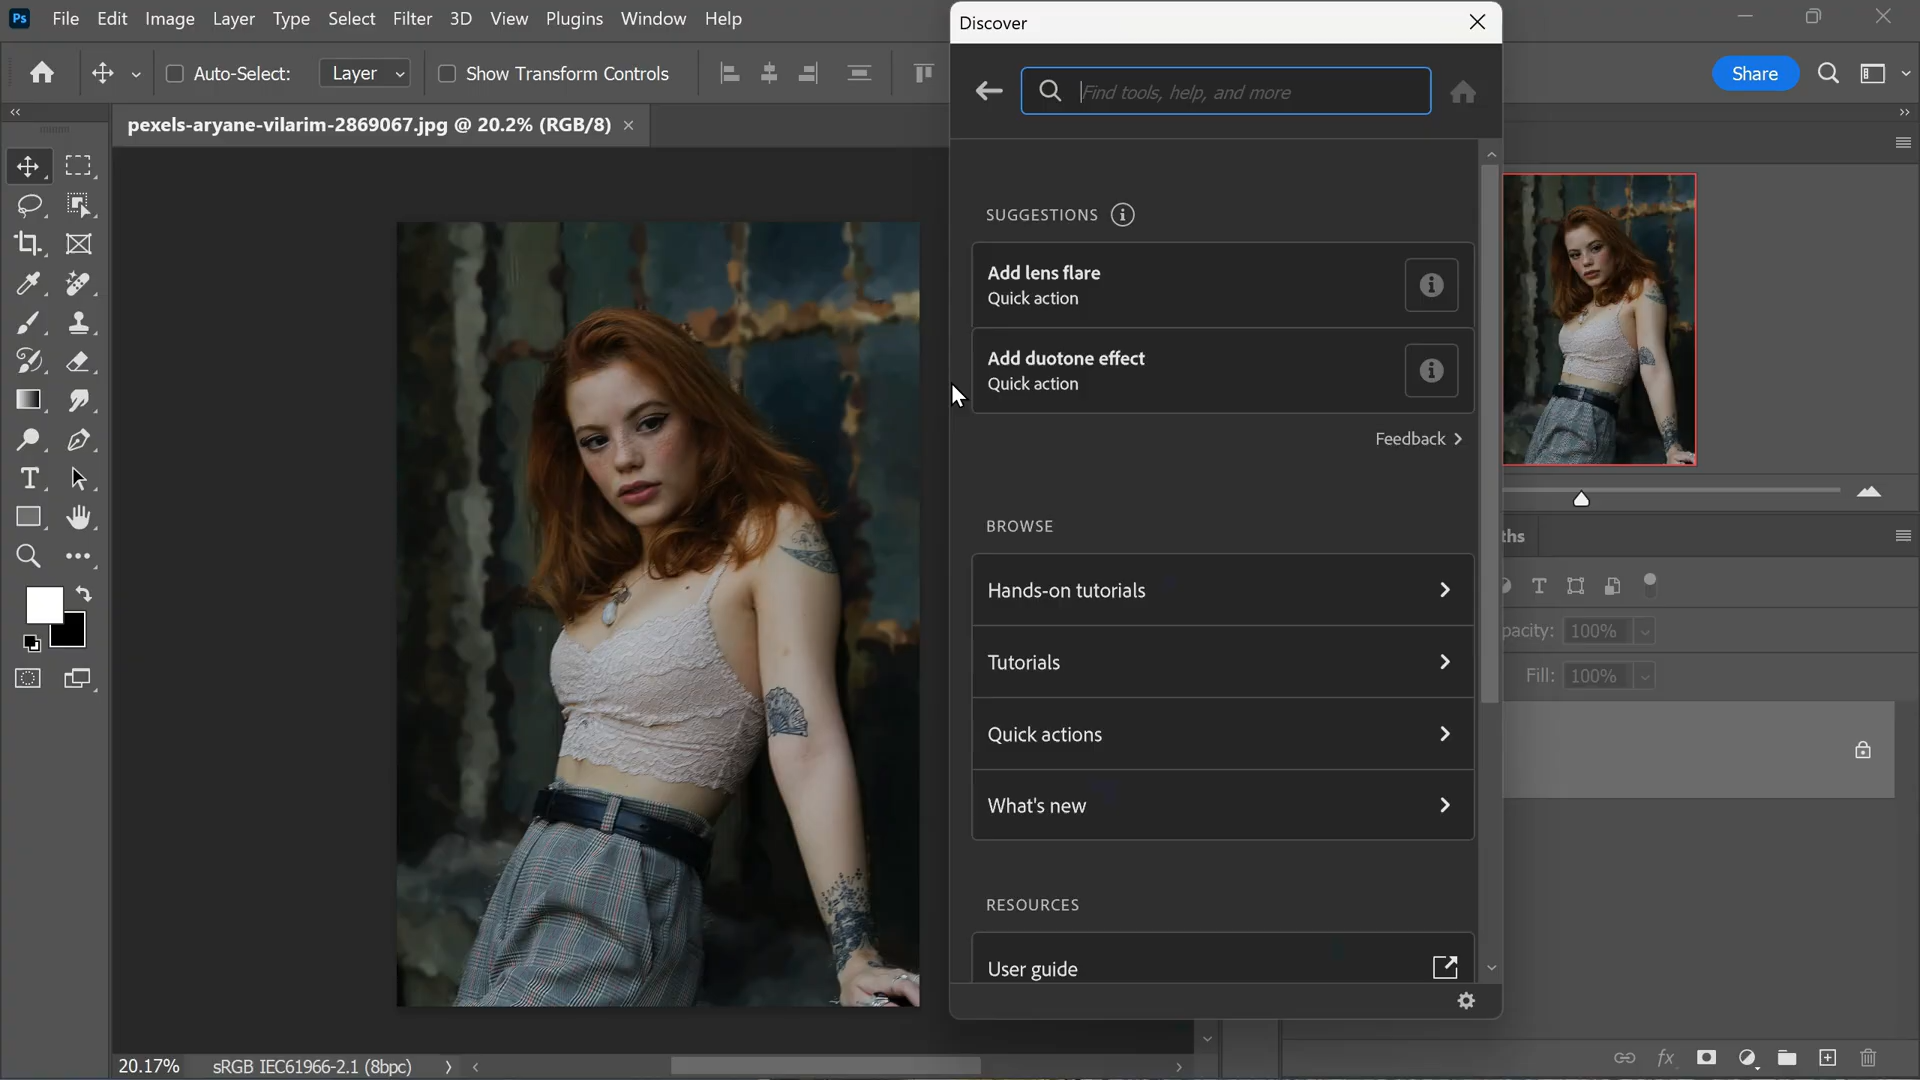 Ps File Edit Image Layer Type Select Filter 3D View Plugins Window Help
Discover
Auto-Select: Layer Show Transform Controls
Find tools, help, and more
Share
pexels-aryane-vilarim-2869067.jpg @ 20.2% (RGB/8)
SUGGESTIONS
Add lens flare
Quick action
Add duotone effect
Quick action
Feedback
BROWSE
Hands-on tutorials
Tutorials
Quick actions
What's new
RESOURCES
User guide
ths
pacity: 100%
Fill: 100%
20.17% sRGB IEC61966-2.1 (8bpc)
fx